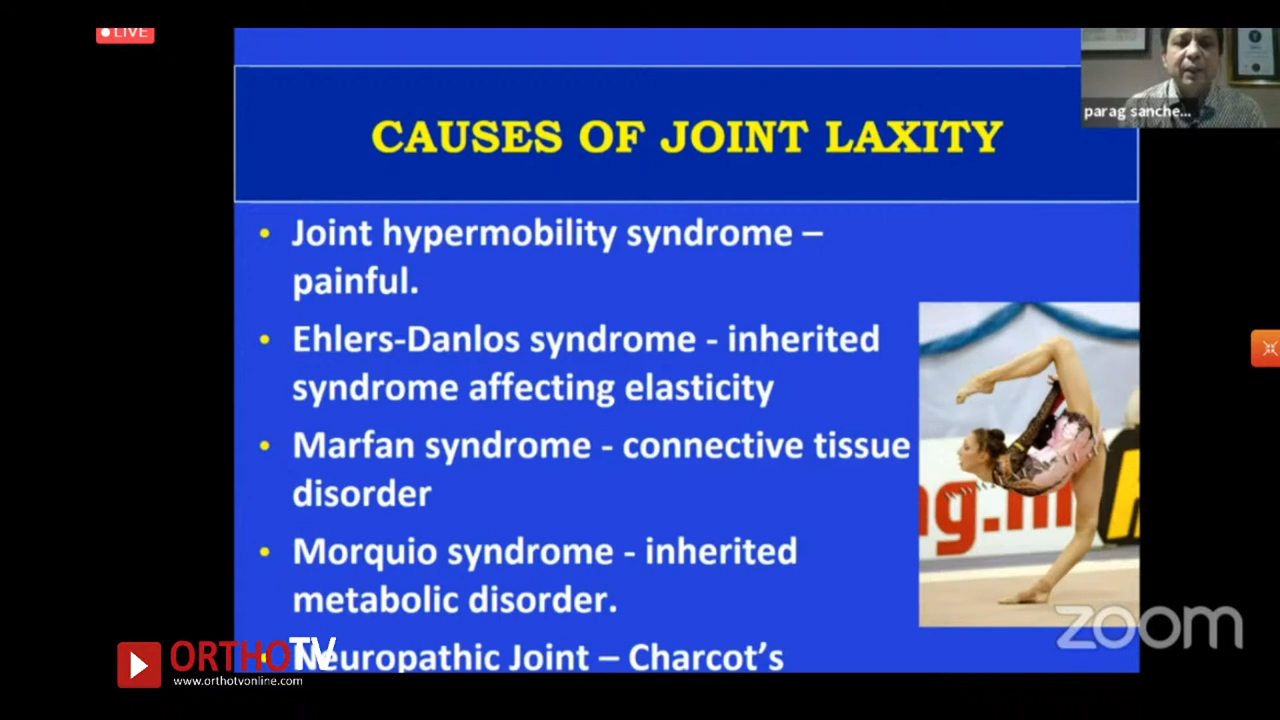 LIVE
parag sanche...
CAUSES OF JOINT LAXITY
• Joint hypermobility syndrome –
painful.
• Ehlers-Danlos syndrome - inherited
syndrome affecting elasticity
• Marfan syndrome - connective tissue
disorder
• Morquio syndrome - inherited
metabolic disorder.
• Neuropathic Joint – Charcot’s
zoom
ORTHOTV
www.orthotvonline.com